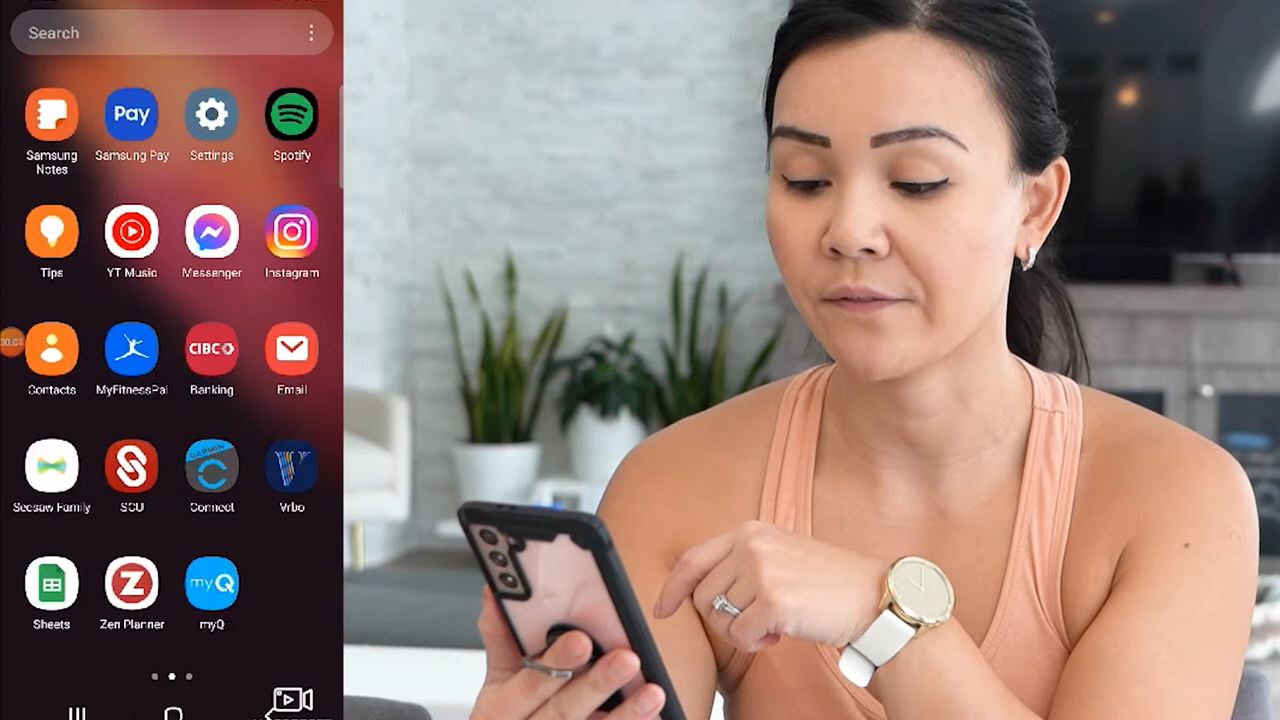 Search
Pay
Samsung Notes
Samsung Pay
Settings
Spotify
Tips
YT Music
Messenger
Instagram
CIBC
Contacts
MyFitnessPal
Banking
Email
GARMIN
Seesaw Family
SCU
Connect
Vrbo
myQ
Sheets
Zen Planner
myQ